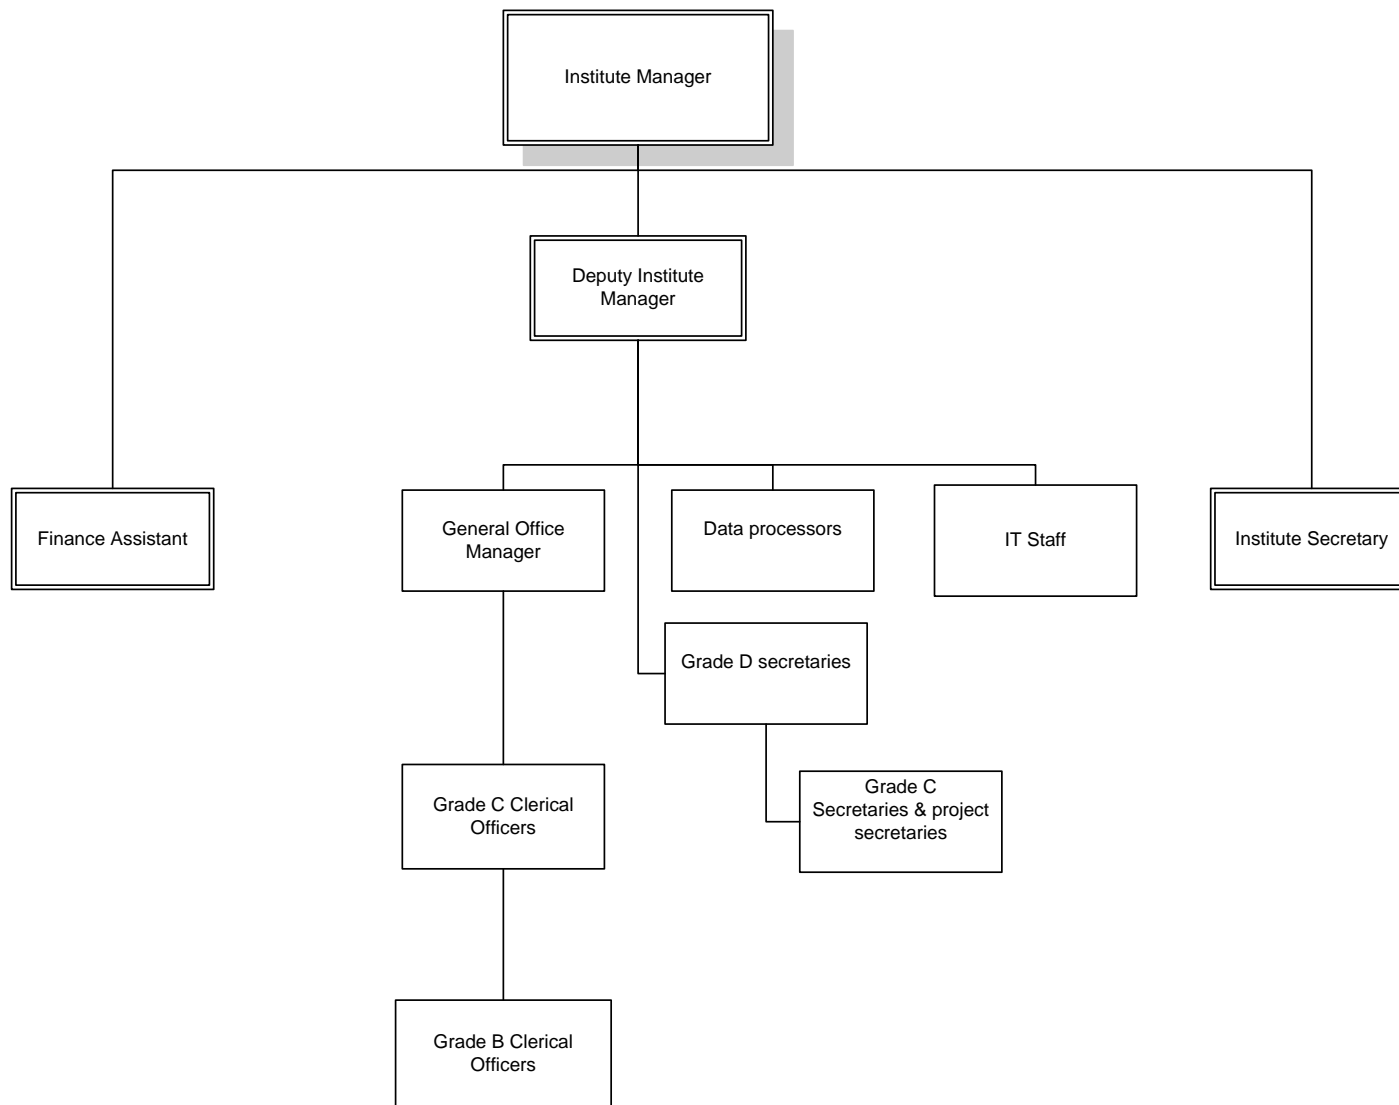 Institute Manager
Deputy Institute
Manager
Finance Assistant
General Office
Manager
Data processors
IT Staff
Institute Secretary
Grade D secretaries
Grade C Clerical
Officers
Grade C
Secretaries & project
secretaries
Grade B Clerical
Officers